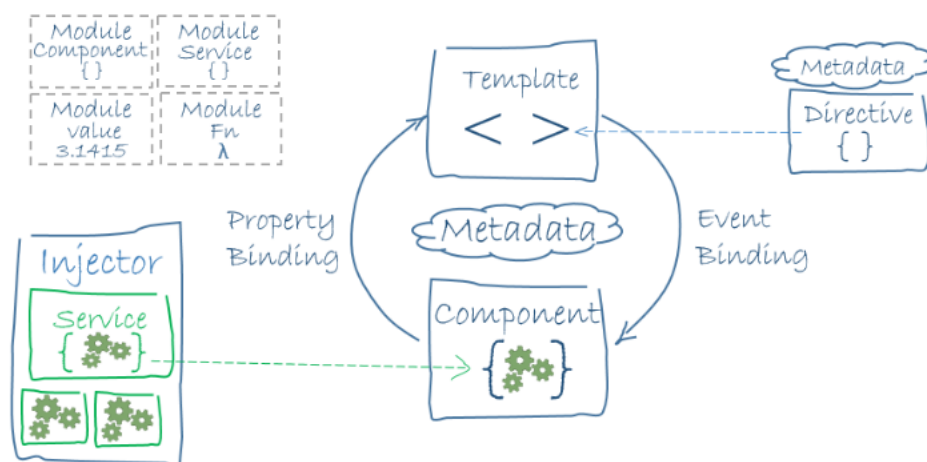 Module
Component
{ }
Module
Service
{ }
Module
value
3.1415
Module
Fn
λ
Template
< >
Metadata
Directive
{ }
Property
Binding
Metadata
Event
Binding
Injector
Service
{ }
Component
{ }